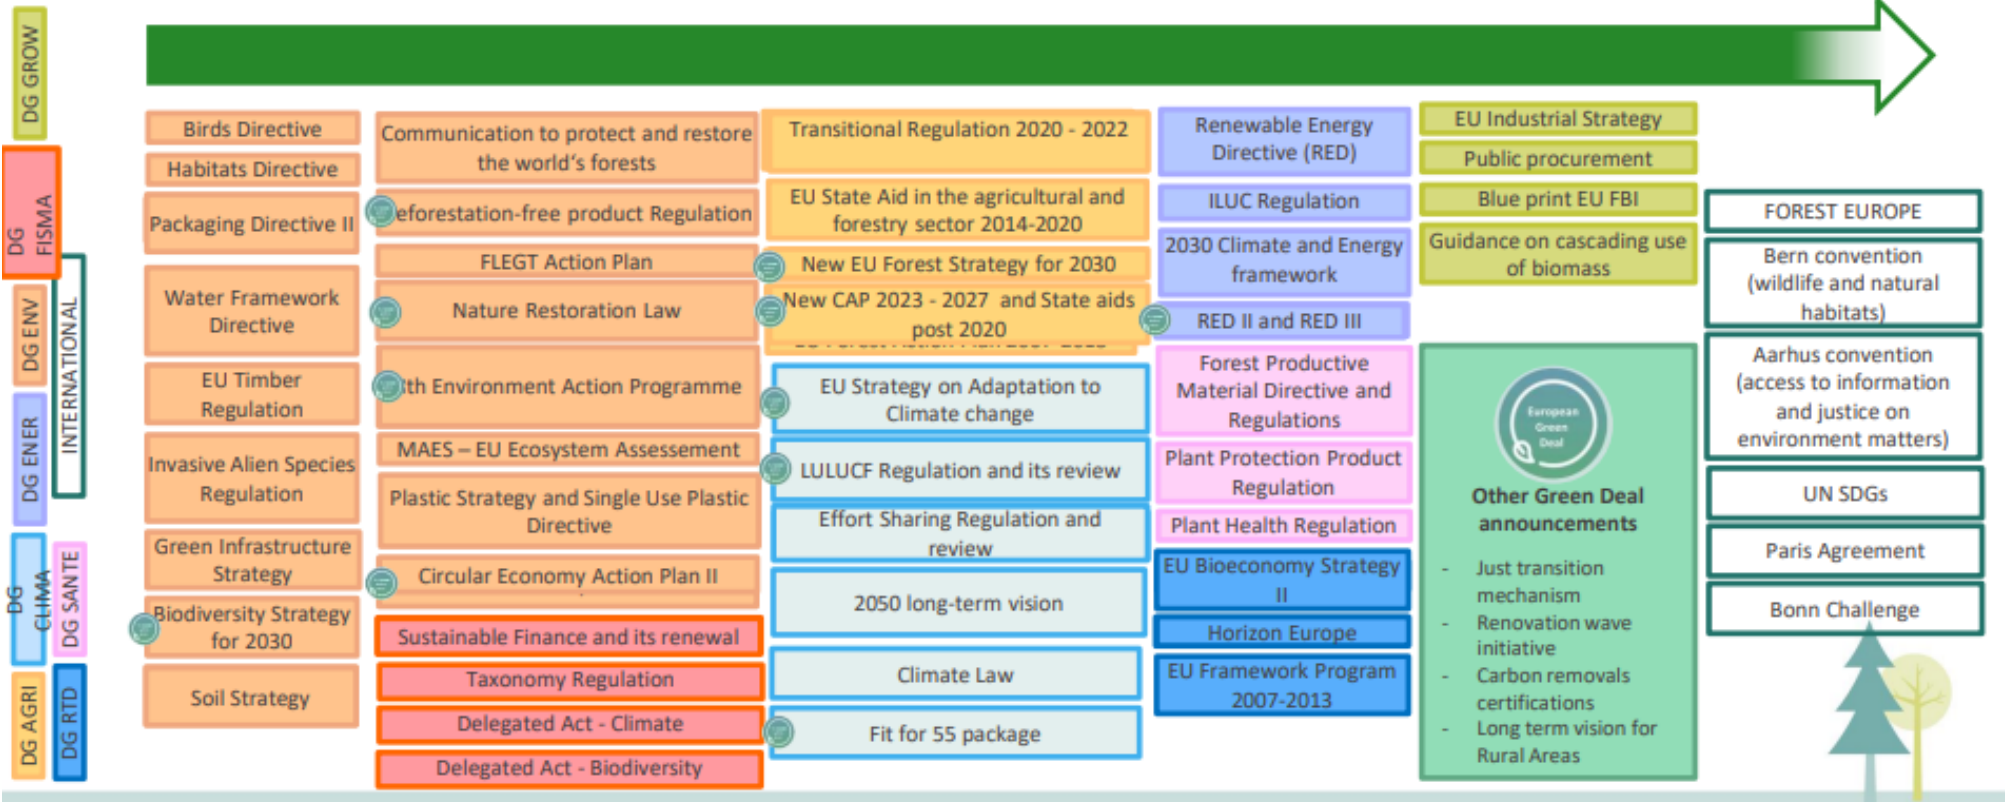 DG GROW
DG
FISMA
INTERNATIONAL
DG ENV
DG ENER
DG
CLIMA
DG SANTE
DG AGRI
DG RTD
Birds Directive
Habitats Directive
Packaging Directive II
Water Framework
Directive
EU Timber
Regulation
Invasive Alien Species
Regulation
Green Infrastructure
Strategy
Biodiversity Strategy
for 2030
Soil Strategy
Communication to protect and restore
the world‘s forests
eforestation-free product Regulation
FLEGT Action Plan
Nature Restoration Law
th Environment Action Programme
MAES – EU Ecosystem Assessment
Plastic Strategy and Single Use Plastic
Directive
Circular Economy Action Plan II
Sustainable Finance and its renewal
Taxonomy Regulation
Delegated Act - Climate
Delegated Act - Biodiversity
Transitional Regulation 2020 - 2022
EU State Aid in the agricultural and
forestry sector 2014-2020
New EU Forest Strategy for 2030
New CAP 2023 - 2027 and State aids
post 2020
EU Strategy on Adaptation to
Climate change
LULUCF Regulation and its review
Effort Sharing Regulation and
review
2050 long-term vision
Climate Law
Fit for 55 package
Renewable Energy
Directive (RED)
ILUC Regulation
2030 Climate and Energy
framework
RED II and RED III
Forest Productive
Material Directive and
Regulations
Plant Protection Product
Regulation
Plant Health Regulation
EU Bioeconomy Strategy
II
Horizon Europe
EU Framework Program
2007-2013
EU Industrial Strategy
Public procurement
Blue print EU FBI
Guidance on cascading use
of biomass
European
Green
Deal
Other Green Deal
announcements
- Just transition
mechanism
- Renovation wave
initiative
- Carbon removals
certifications
- Long term vision for
Rural Areas
FOREST EUROPE
Bern convention
(wildlife and natural
habitats)
Aarhus convention
(access to information
and justice on
environment matters)
UN SDGs
Paris Agreement
Bonn Challenge